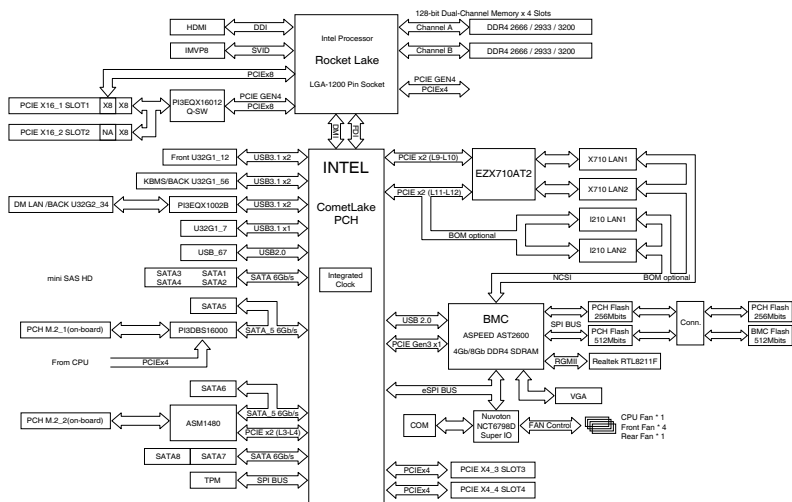 128-bit Dual-Channel Memory x 4 Slots
HDMI
DDI
Intel Processor
Rocket Lake
LGA-1200 Pin Socket
Channel A
DDR4 2666 / 2933 / 3200
IMVP8
SVID
Channel B
DDR4 2666 / 2933 / 3200
PCIEx8
PCIE GEN4
PCIEx4
PCIE X16_1 SLOT1
X8
X8
PI3EQX16012
Q-SW
PCIE GEN4
PCIEx8
PCIE X16_2 SLOT2
NA
X8
DMI
FDI
Front U32G1_12
USB3.1 x2
INTEL
CometLake
PCH
Integrated
Clock
PCIE x2 (L9-L10)
EZX710AT2
X710 LAN1
KBMS/BACK U32G1_56
USB3.1 x2
PCIE x2 (L11-L12)
X710 LAN2
DM LAN /BACK U32G2_34
PI3EQX1002B
USB3.1 x2
I210 LAN1
U32G1_7
USB3.1 x1
BOM optional
I210 LAN2
USB_67
USB2.0
NCSI
BOM optional
mini SAS HD
SATA3
SATA1
SATA4
SATA2
SATA 6Gb/s
SATA5
USB 2.0
BMC
ASPEED AST2600
4Gb/8Gb DDR4 SDRAM
SPI BUS
PCH Flash
256Mbits
PCH Flash
512Mbits
Conn.
PCH Flash
256Mbits
BMC Flash
512Mbits
PCH M.2_1(on-board)
PI3DBS16000
SATA_5 6Gb/s
PCIE Gen3 x1
From CPU
PCIEx4
RGMII
Realtek RTL8211F
SATA6
eSPI BUS
VGA
PCH M.2_2(on-board)
ASM1480
SATA_5 6Gb/s
PCIE x2 (L3-L4)
COM
Nuvoton
NCT6798D
Super IO
FAN Control
CPU Fan * 1
Front Fan * 4
Rear Fan * 1
SATA8
SATA7
SATA 6Gb/s
PCIEx4
PCIE X4_3 SLOT3
TPM
SPI BUS
PCIEx4
PCIE X4_4 SLOT4